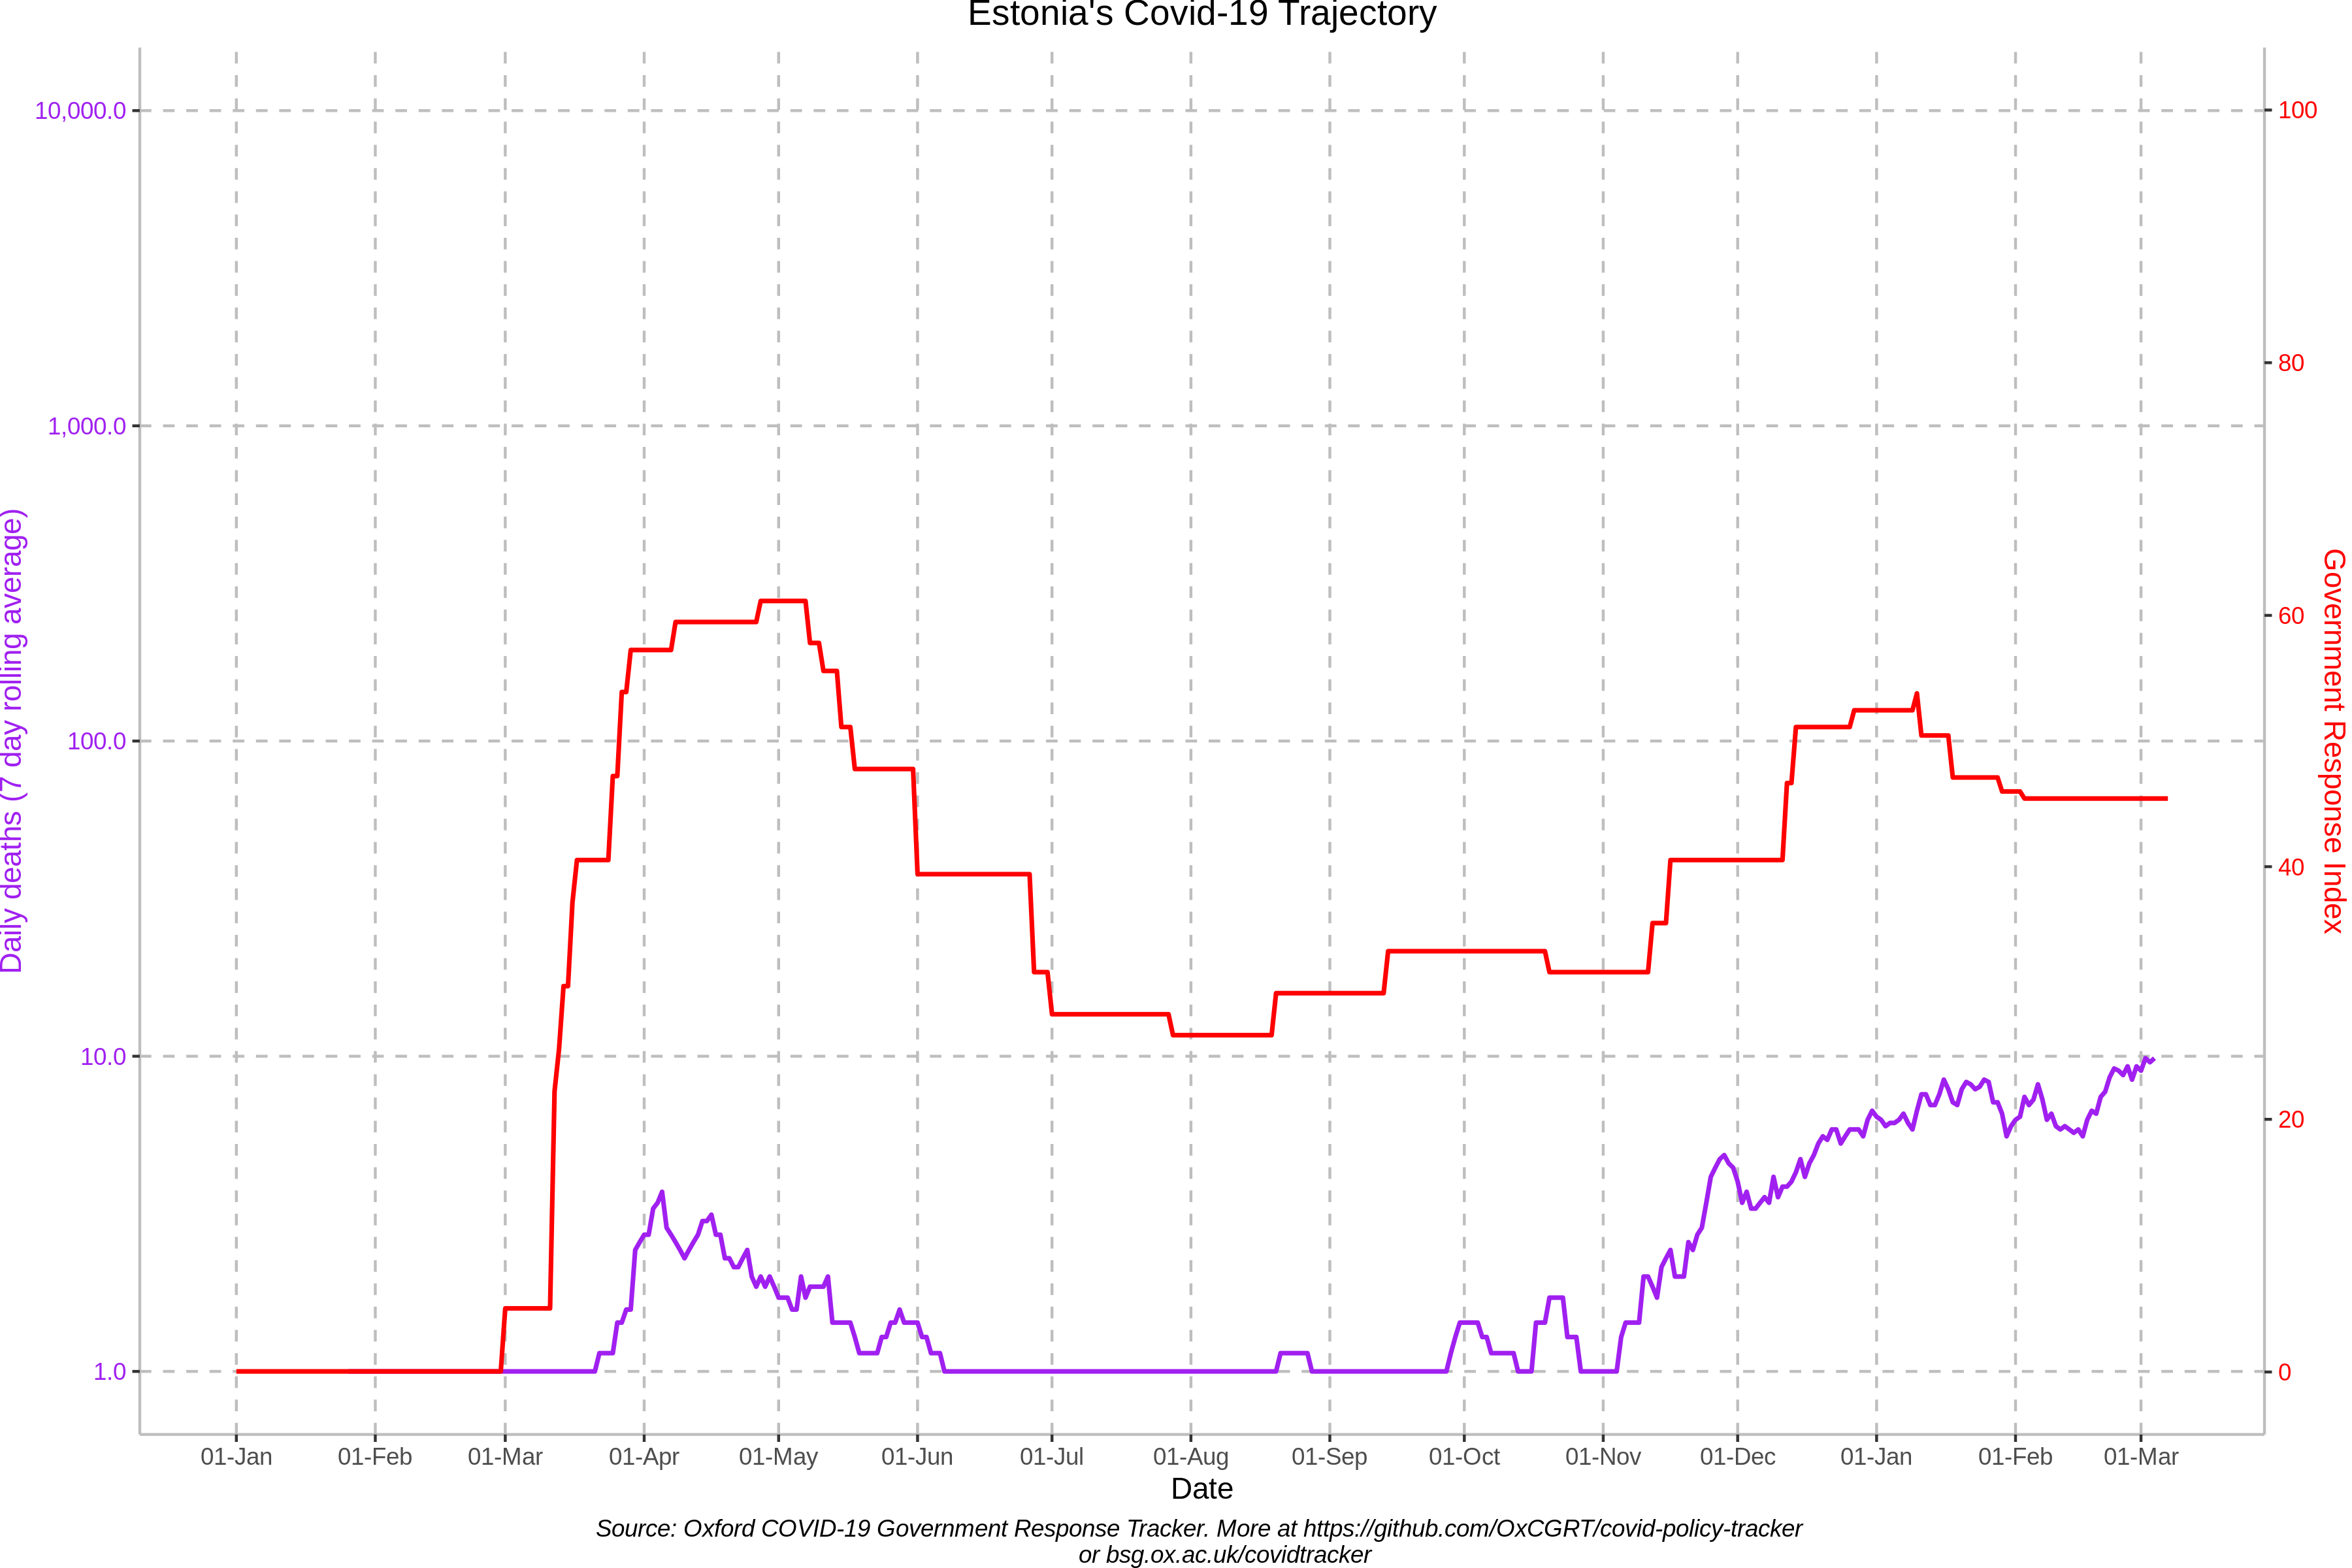 Estonia's Covid-19 Trajectory
10,000.0
1,000.0
100.0
10.0
1.0
Daily deaths (7 day rolling average)
100
80
60
40
20
0
Government Response Index
01-Jan 01-Feb 01-Mar 01-Apr 01-May 01-Jun 01-Jul 01-Aug 01-Sep 01-Oct 01-Nov 01-Dec 01-Jan 01-Feb 01-Mar
Date
Source: Oxford COVID-19 Government Response Tracker. More at https://github.com/OxCGRT/covid-policy-tracker
or bsg.ox.ac.uk/covidtracker